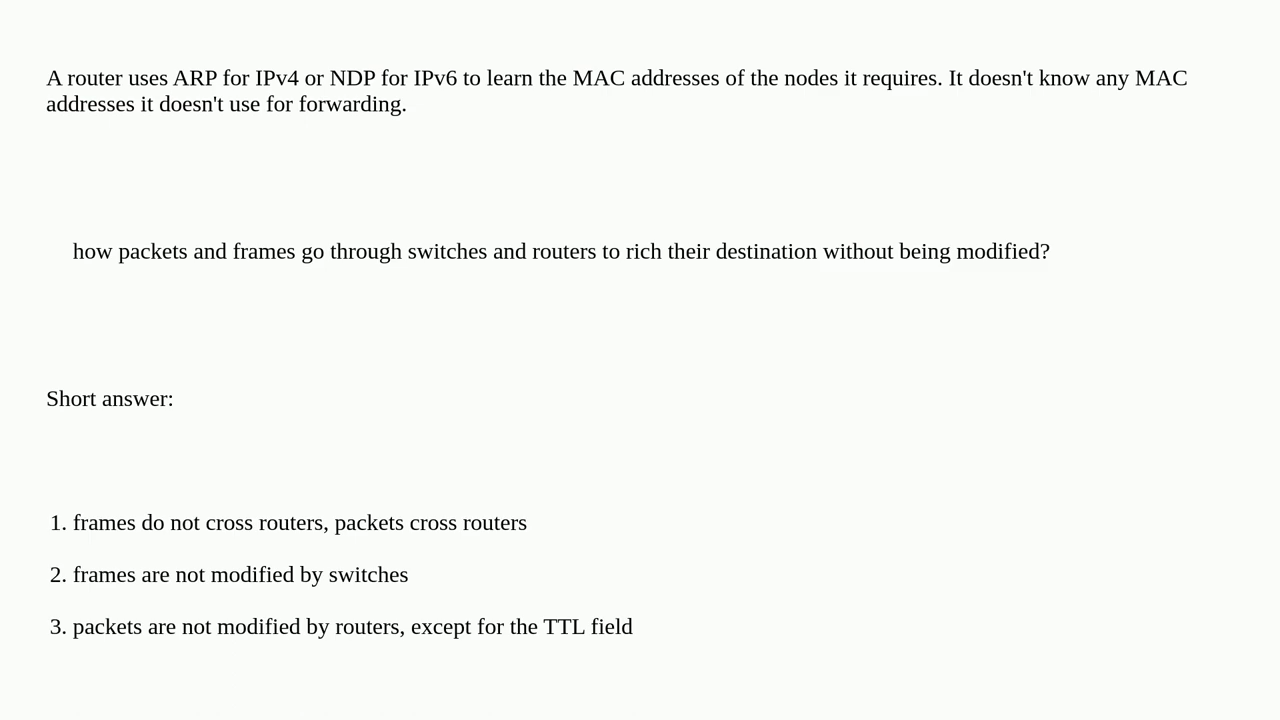 A router uses ARP for IPv4 or NDP for IPv6 to learn the MAC addresses of the nodes it requires. It doesn't know any MAC
addresses it doesn't use for forwarding.
how packets and frames go through switches and routers to rich their destination without being modified?
Short answer:
1. frames do not cross routers, packets cross routers
2. frames are not modified by switches
3. packets are not modified by routers, except for the TTL field